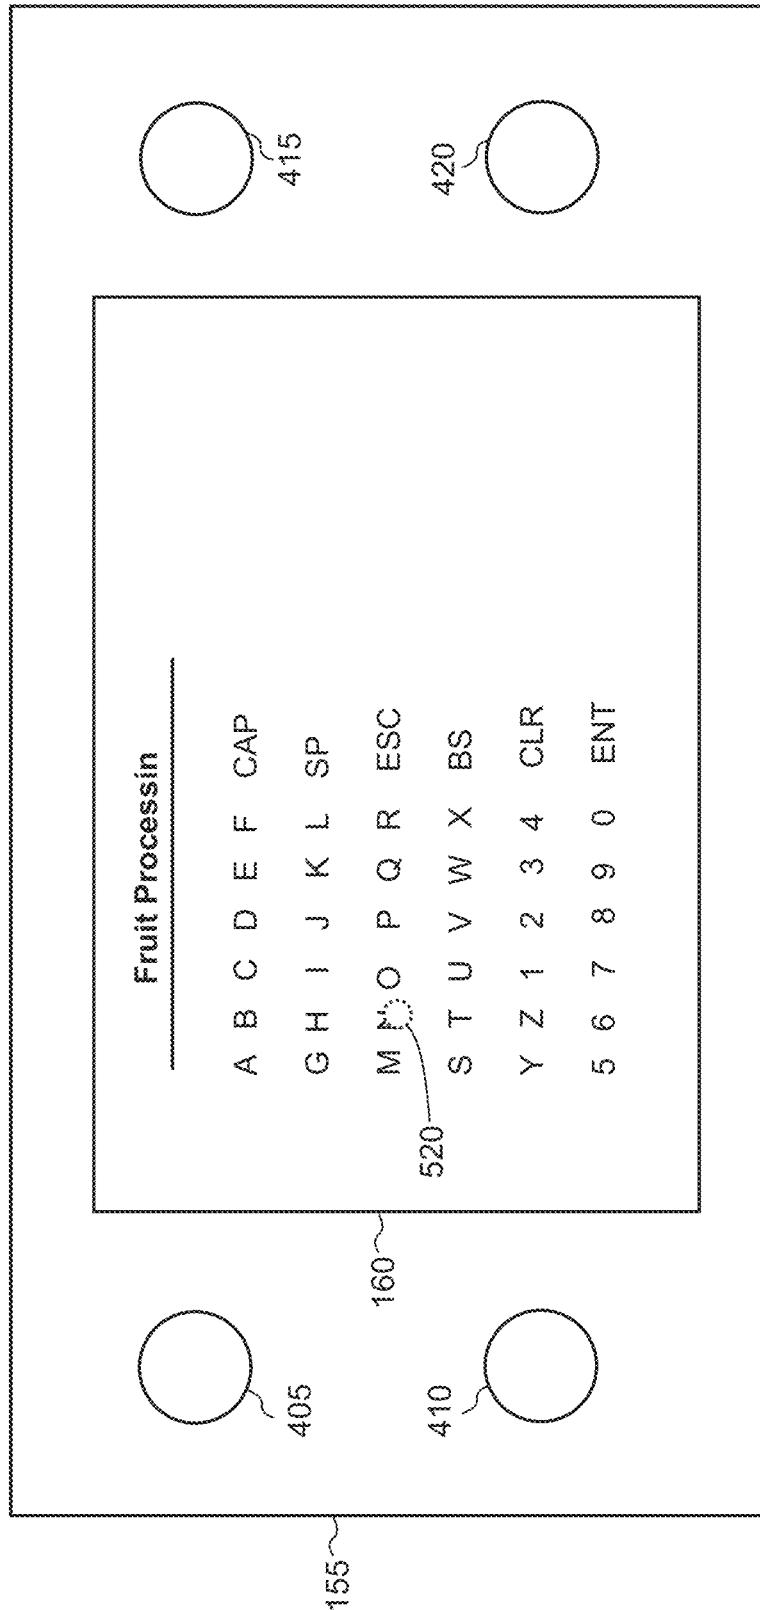 415
420
Fruit Processin
A B C D E F CAP
G H I J K L SP
M N O P Q R ESC
S T U V W X BS
Y Z 1 2 3 4 CLR
5 6 7 8 9 0 ENT
520
160
405
410
155